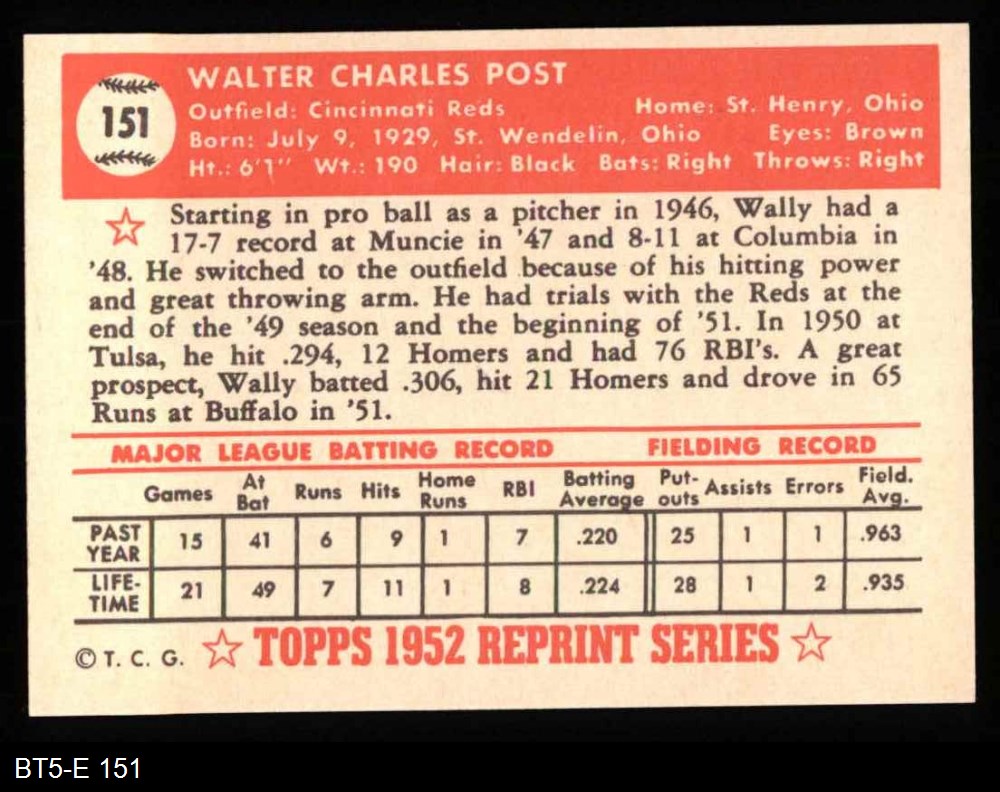 151
WALTER CHARLES POST
Outfield: Cincinnati Reds Home: St. Henry, Ohio
Born: July 9, 1929, St. Wendelin, Ohio Eyes: Brown
Ht.: 6'1" Wt.: 190 Hair: Black Bats: Right Throws: Right
Starting in pro ball as a pitcher in 1946, Wally had a
17-7 record at Muncie in '47 and 8-11 at Columbia in
'48. He switched to the outfield because of his hitting power
and great throwing arm. He had trials with the Reds at the
end of the '49 season and the beginning of '51. In 1950 at
Tulsa, he hit .294, 12 Homers and had 76 RBI's. A great
prospect, Wally batted .306, hit 21 Homers and drove in 65
Runs at Buffalo in '51.
MAJOR LEAGUE BATTING RECORD FIELDING RECORD
Games At Bat Runs Hits Home Runs RBI Batting Average Put-outs Assists Errors Field. Avg.
PAST YEAR 15 41 6 9 1 7 .220 25 1 1 .963
LIFE-TIME 21 49 7 11 1 8 .224 28 1 2 .935
© T. C. G. TOPPS 1952 REPRINT SERIES
BT5-E 151